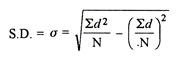 S.D. = σ = √(Σd²/N − (Σd/.N)²)